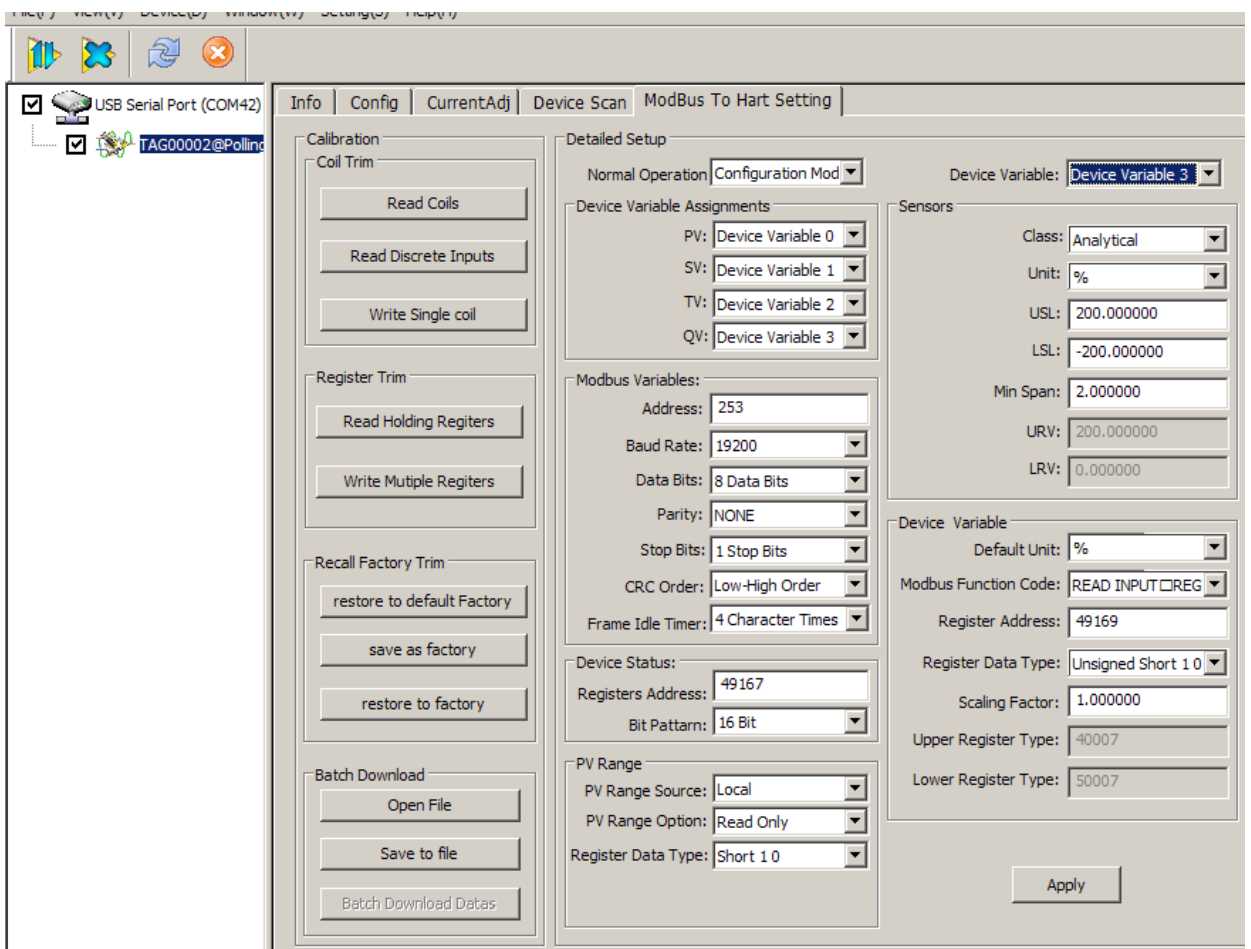 File(F) View(V) Device(D) Window(W) Setting(S) Help(H)
USB Serial Port (COM42)
TAG00002@Polling
Info Config CurrentAdj Device Scan ModBus To Hart Setting
Calibration
Coil Trim
Read Coils
Read Discrete Inputs
Write Single coil
Register Trim
Read Holding Regiters
Write Mutiple Regiters
Recall Factory Trim
restore to default Factory
save as factory
restore to factory
Batch Download
Open File
Save to file
Batch Download Datas
Detailed Setup
Normal Operation Configuration Mod
Device Variable Assignments
PV: Device Variable 0
SV: Device Variable 1
TV: Device Variable 2
QV: Device Variable 3
Modbus Variables:
Address: 253
Baud Rate: 19200
Data Bits: 8 Data Bits
Parity: NONE
Stop Bits: 1 Stop Bits
CRC Order: Low-High Order
Frame Idle Timer: 4 Character Times
Device Status:
Registers Address: 49167
Bit Pattarn: 16 Bit
PV Range
PV Range Source: Local
PV Range Option: Read Only
Register Data Type: Short 1 0
Device Variable: Device Variable 3
Sensors
Class: Analytical
Unit: %
USL: 200.000000
LSL: -200.000000
Min Span: 2.000000
URV: 200.000000
LRV: 0.000000
Device Variable
Default Unit: %
Modbus Function Code: READ INPUT□REG
Register Address: 49169
Register Data Type: Unsigned Short 1 0
Scaling Factor: 1.000000
Upper Register Type: 40007
Lower Register Type: 50007
Apply